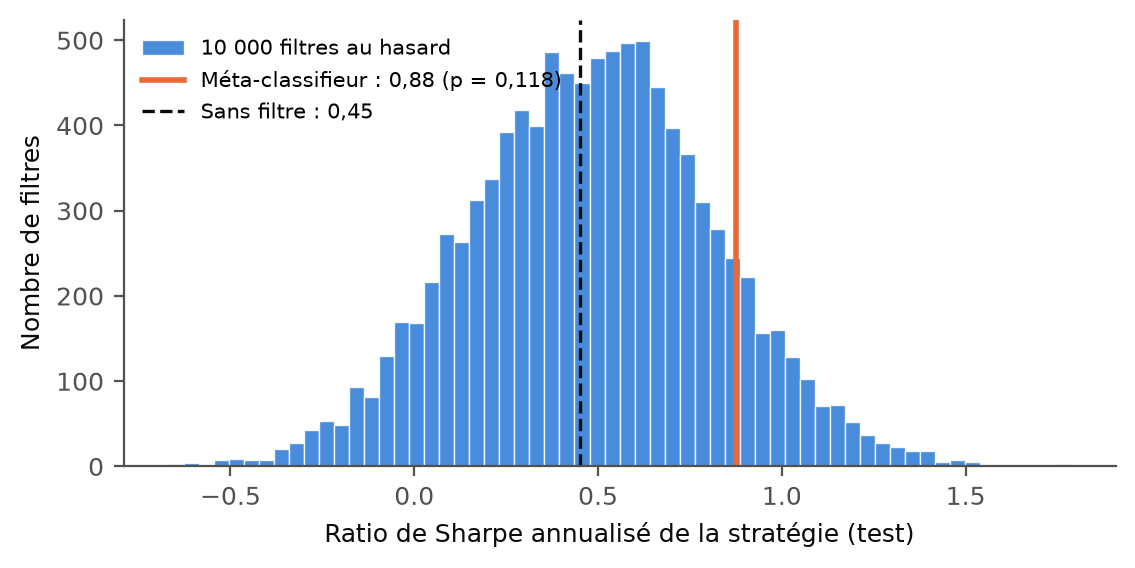 10 000 filtres au hasard
Méta-classifieur : 0,88 (p = 0,118)
Sans filtre : 0,45
Nombre de filtres
500
400
300
200
100
0
−0.5
0.0
0.5
1.0
1.5
Ratio de Sharpe annualisé de la stratégie (test)